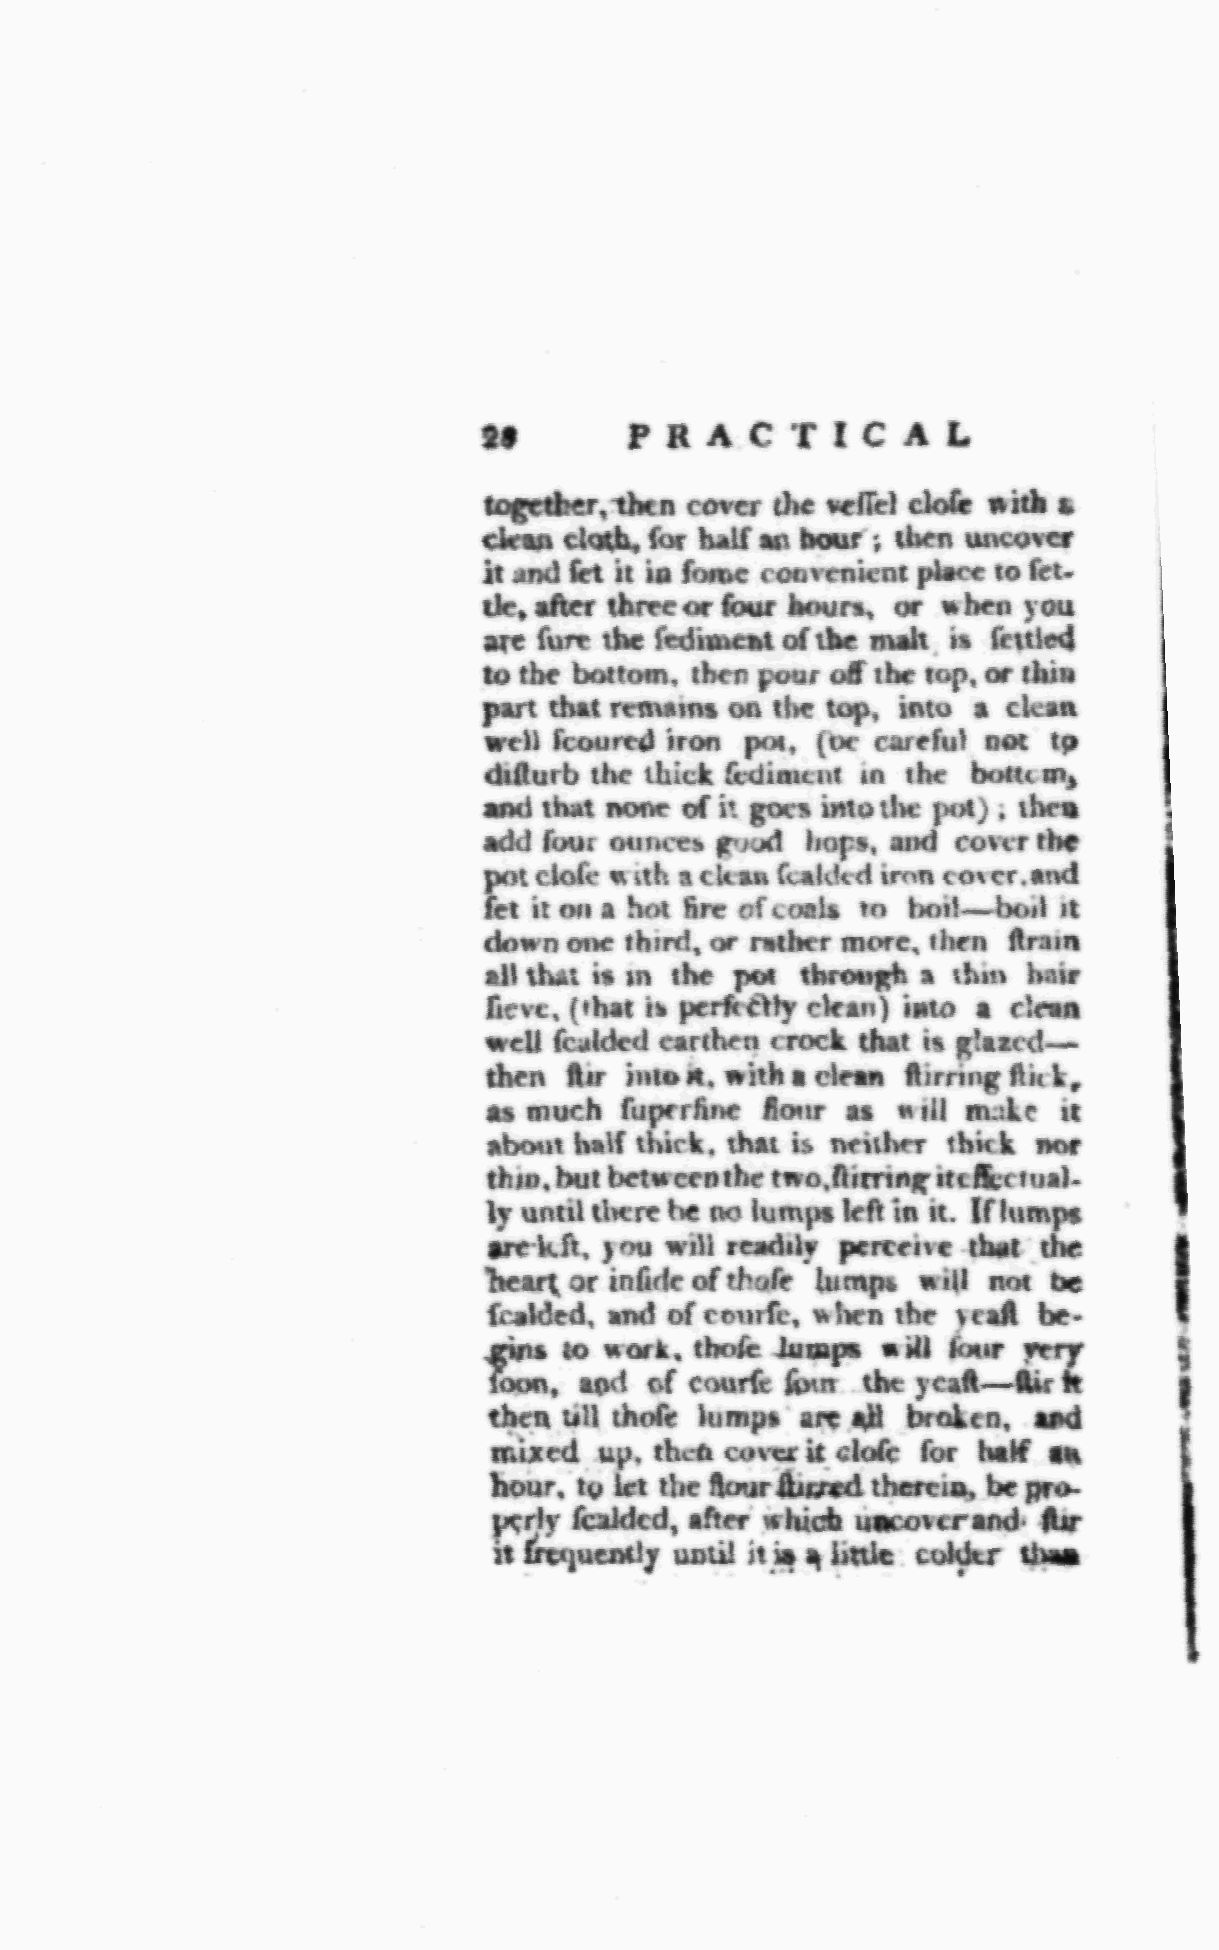 28 PRACTICAL
together, then cover the veſſel cloſe with a
clean cloth, for half an hour; then uncover
it and ſet it in ſome convenient place to ſet-
tle, after three or four hours, or when you
are ſure the ſediment of the malt is ſettled
to the bottom, then pour off the top, or thin
part that remains on the top, into a clean
well ſcoured iron pot, (be careful not to
diſturb the thick ſediment in the bottom,
and that none of it goes into the pot); then
add four ounces good hops, and cover the
pot cloſe with a clean ſcalded iron cover, and
ſet it on a hot fire of coals to boil—boil it
down one third, or rather more, then ſtrain
all that is in the pot through a thin hair
ſieve, (that is perfectly clean) into a clean
well ſcalded earthen crock that is glazed—
then ſtir into it, with a clean ſtirring ſtick,
as much ſuperfine flour as will make it
about half thick, that is neither thick nor
thin, but between the two, ſtirring it effectual-
ly until there be no lumps left in it. If lumps
are left, you will readily perceive that the
heart or inſide of thoſe lumps will not be
ſcalded, and of courſe, when the yeaſt be-
gins to work, thoſe lumps will ſour very
ſoon, and of courſe ſour the yeaſt—ſtir it
then till thoſe lumps are all broken, and
mixed up, then cover it cloſe for half an
hour, to let the flour ſtirred therein, be pro-
perly ſcalded, after which uncover and ſtir
it frequently until it is a little colder than